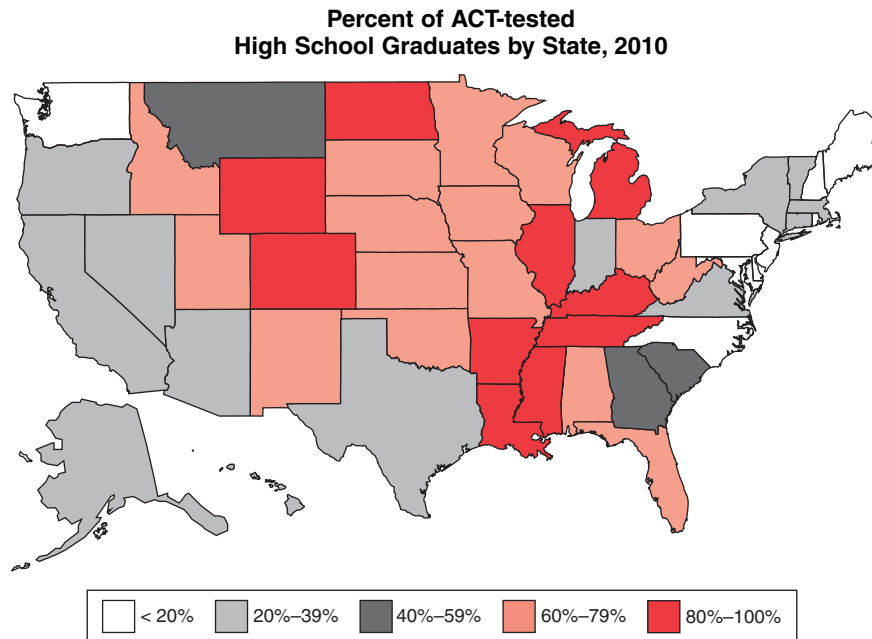 Percent of ACT-tested
High School Graduates by State, 2010
< 20%
20%–39%
40%–59%
60%–79%
80%–100%